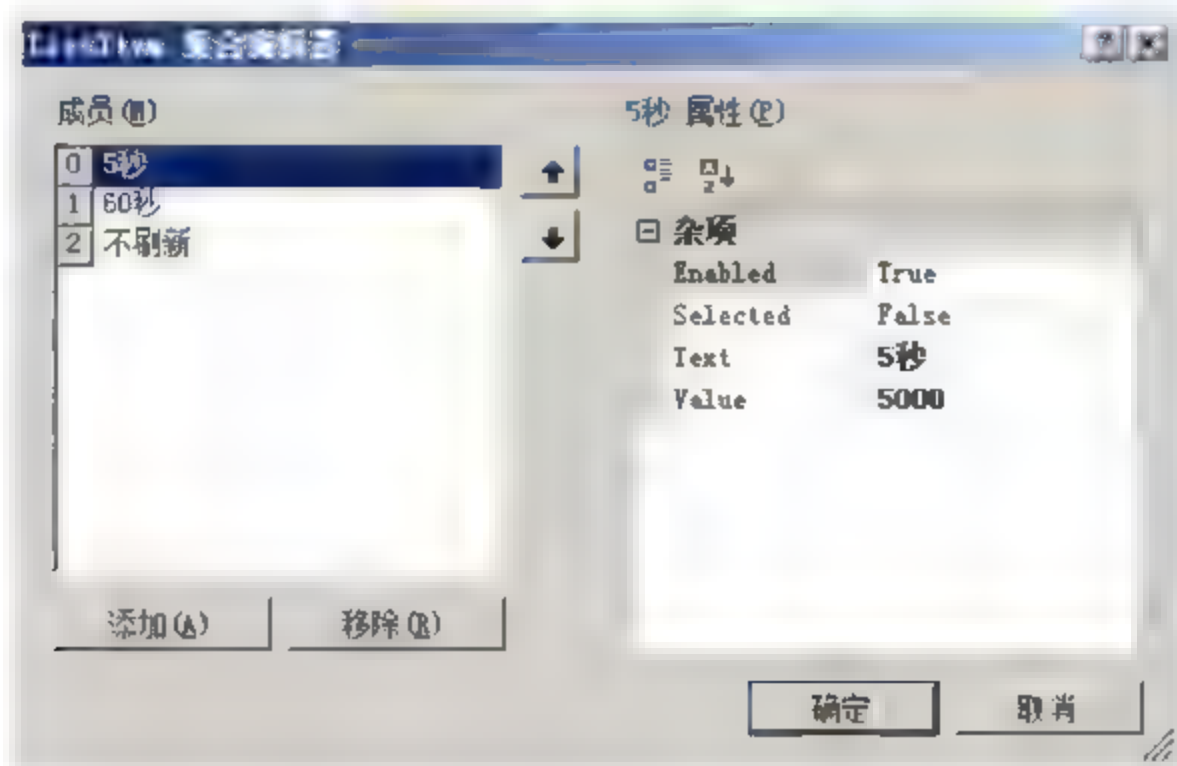 ListItem 集合编辑器
成员(M)
0 5秒
1 60秒
2 不刷新
添加(A)
移除(R)
5秒 属性(P)
杂项
Enabled True
Selected False
Text 5秒
Value 5000
确定
取消